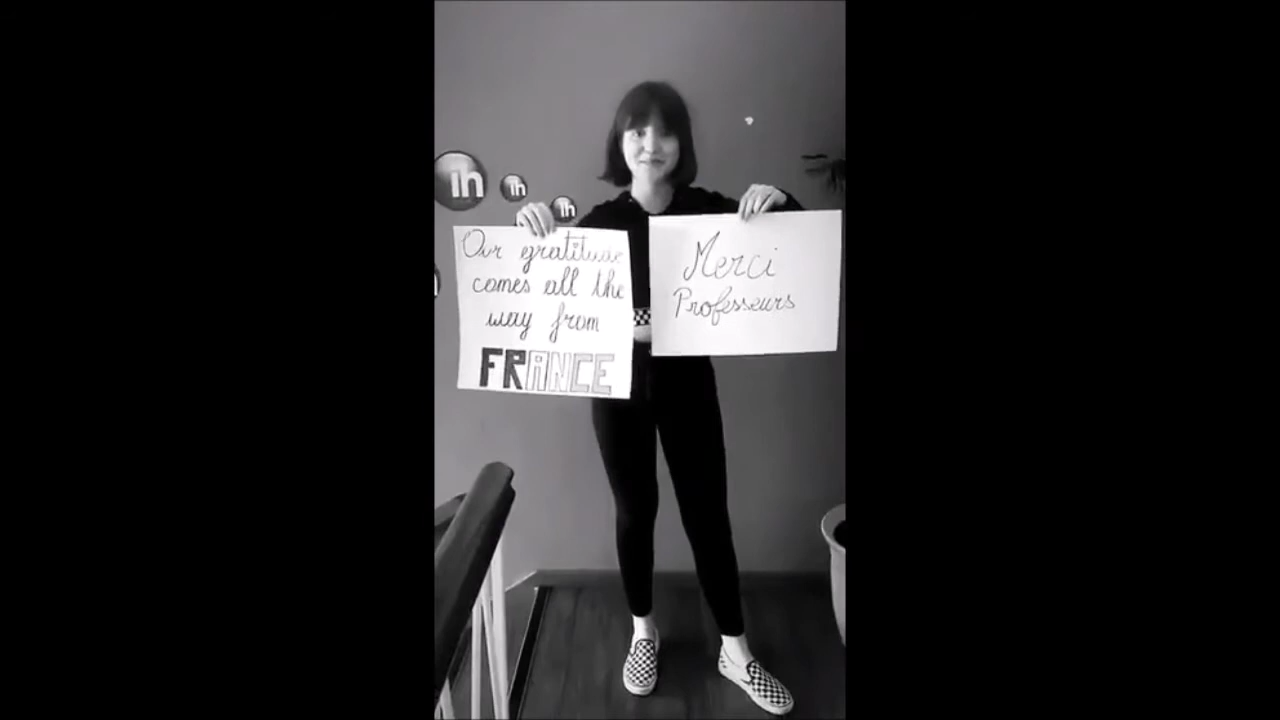 ih
ih
ih
Our gratitude
comes all the
way from
FRANCE
Merci
Professeurs